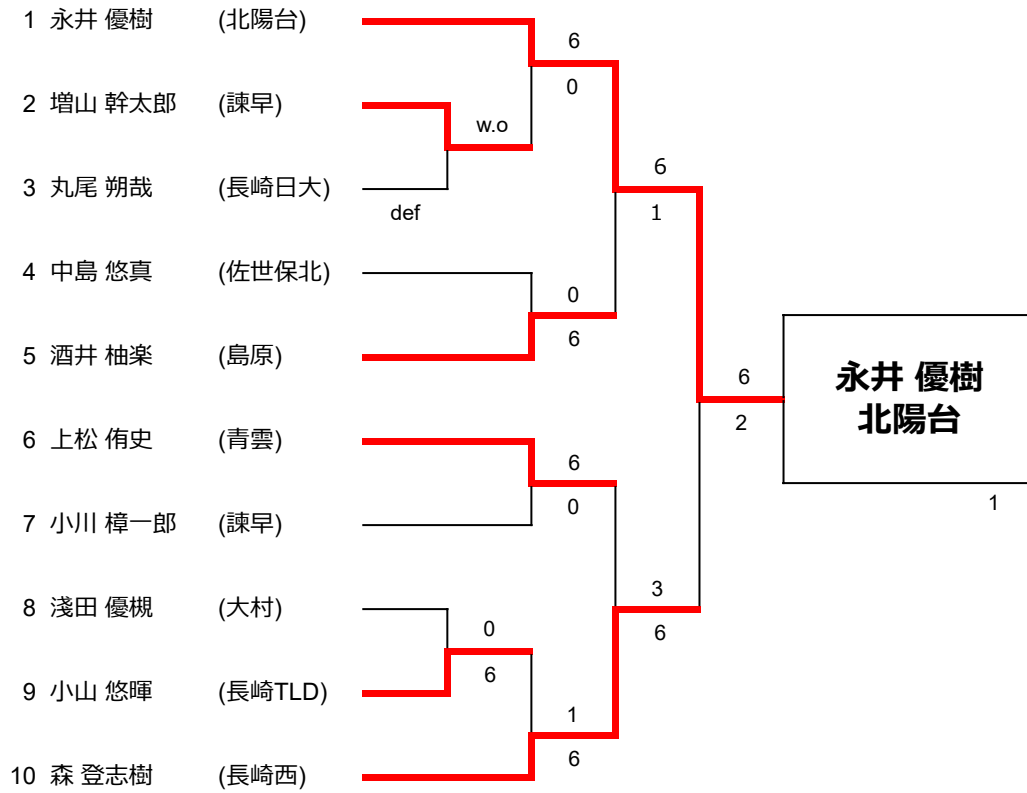 1 永井 優樹 (北陽台)
6
0
2 増山 幹太郎 (諫早)
w.o
3 丸尾 朔哉 (長崎日大)
def
6
1
4 中島 悠真 (佐世保北)
0
6
5 酒井 柚楽 (島原)
6
2
永井 優樹
北陽台
1
6 上松 侑史 (青雲)
6
0
7 小川 樟一郎 (諫早)
8 淺田 優槻 (大村)
0
6
3
6
9 小山 悠暉 (長崎TLD)
1
6
10 森 登志樹 (長崎西)